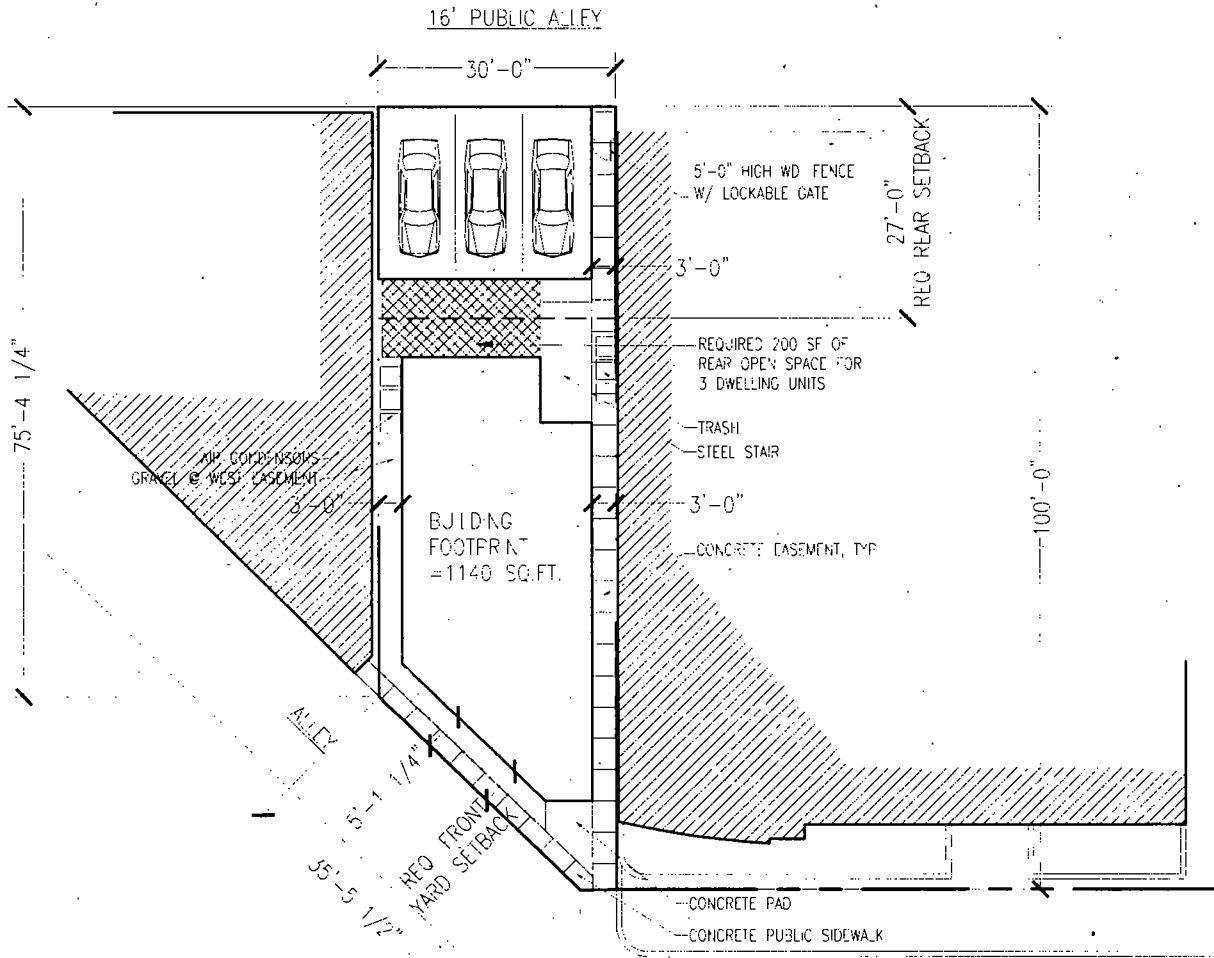 16' PUBLIC ALLEY
30'-0"
75'-4 1/4"
5'-0" HIGH WD FENCE
W/ LOCKABLE GATE
27'-0"
REQ REAR SETBACK
3'-0"
REQUIRED 200 SF OF
REAR OPEN SPACE FOR
3 DWELLING UNITS
TRASH
STEEL STAIR
AIR CONDENSORS
GRAVEL @ WEST EASEMENT
3'-0"
3'-0"
100'-0"
BUILDING
FOOTPRINT
=1140 SQ.FT.
CONCRETE EASEMENT, TYP
ALLEY
5'-1 1/4"
REQ FRONT
YARD SETBACK
35'-5 1/2"
CONCRETE PAD
CONCRETE PUBLIC SIDEWALK